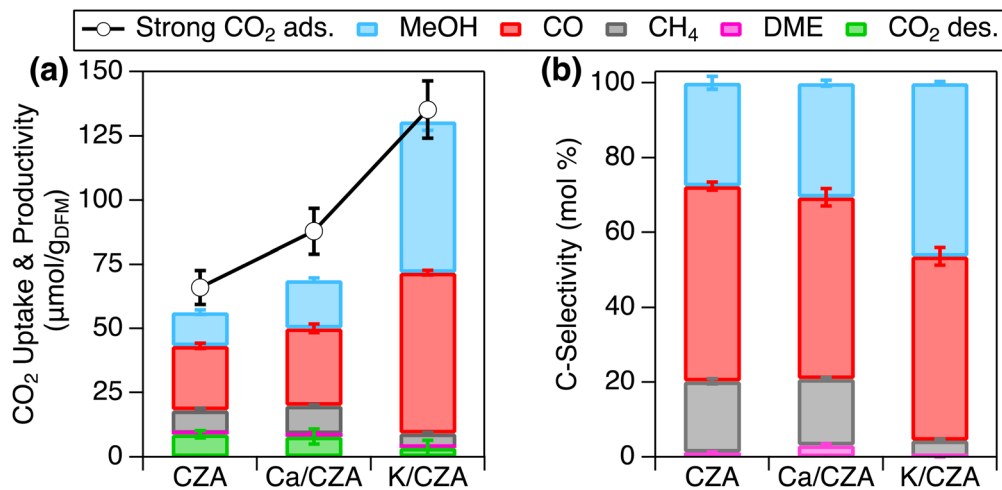 Strong CO₂ ads. MeOH CO CH₄ DME CO₂ des.
(a)
CO₂ Uptake & Productivity
(μmol/gDFM)
150
125
100
75
50
25
0
CZA Ca/CZA K/CZA
(b)
C-Selectivity (mol %)
100
80
60
40
20
0
CZA Ca/CZA K/CZA